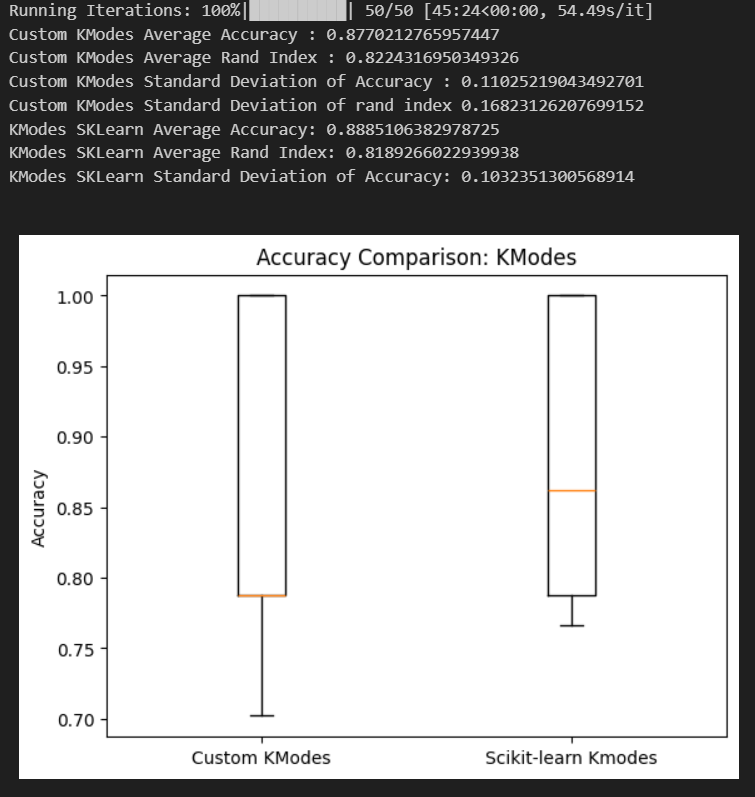 Running Iterations: 100%|██████████| 50/50 [45:24<00:00, 54.49s/it]
Custom KModes Average Accuracy : 0.8770212765957447
Custom KModes Average Rand Index : 0.8224316950349326
Custom KModes Standard Deviation of Accuracy : 0.11025219043492701
Custom KModes Standard Deviation of rand index 0.16823126207699152
KModes SKLearn Average Accuracy: 0.8885106382978725
KModes SKLearn Average Rand Index: 0.8189266022939938
KModes SKLearn Standard Deviation of Accuracy: 0.1032351300568914
Accuracy Comparison: KModes
1.00
0.95
0.90
0.85
0.80
0.75
0.70
Accuracy
Custom KModes
Scikit-learn Kmodes